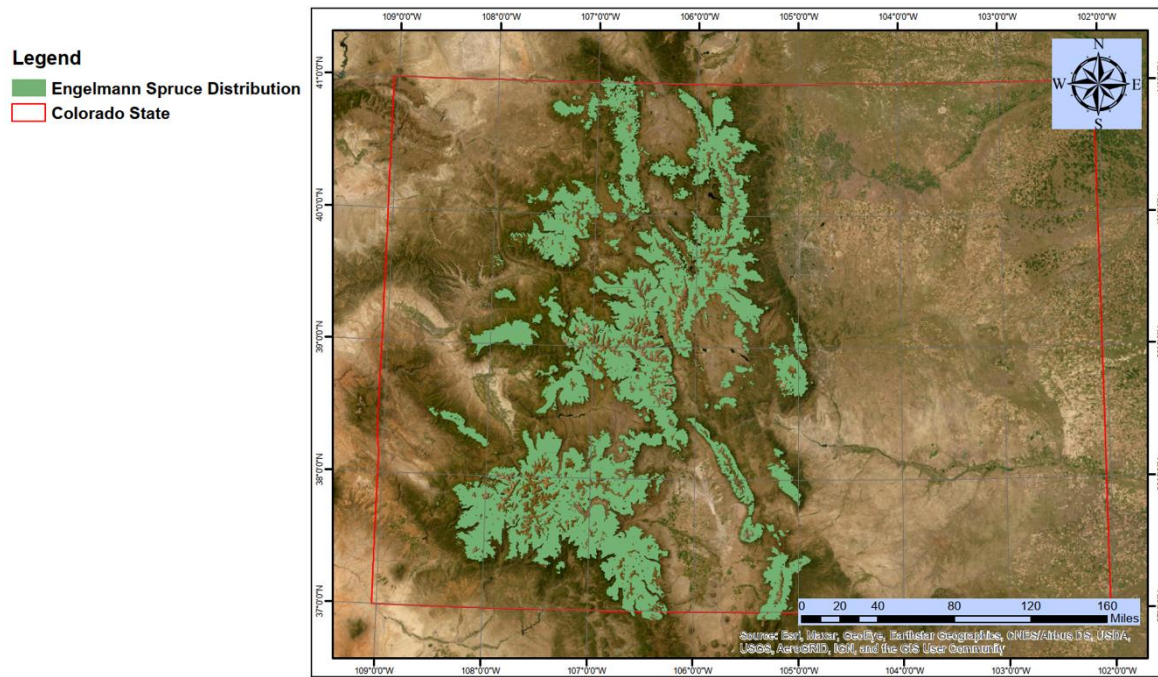 109°0'0"W 108°0'0"W 107°0'0"W 106°0'0"W 105°0'0"W 104°0'0"W 103°0'0"W 102°0'0"W
Legend
Engelmann Spruce Distribution
Colorado State
N
W E
S
41°0'0"N
40°0'0"N
39°0'0"N
38°0'0"N
37°0'0"N
0 20 40 80 120 160
Miles
Source: Esri, Maxar, GeoEye, Earthstar Geographics, CNES/Airbus DS, USDA,
USGS, AeroGRID, IGN, and the GIS User Community
109°0'0"W 108°0'0"W 107°0'0"W 106°0'0"W 105°0'0"W 104°0'0"W 103°0'0"W 102°0'0"W